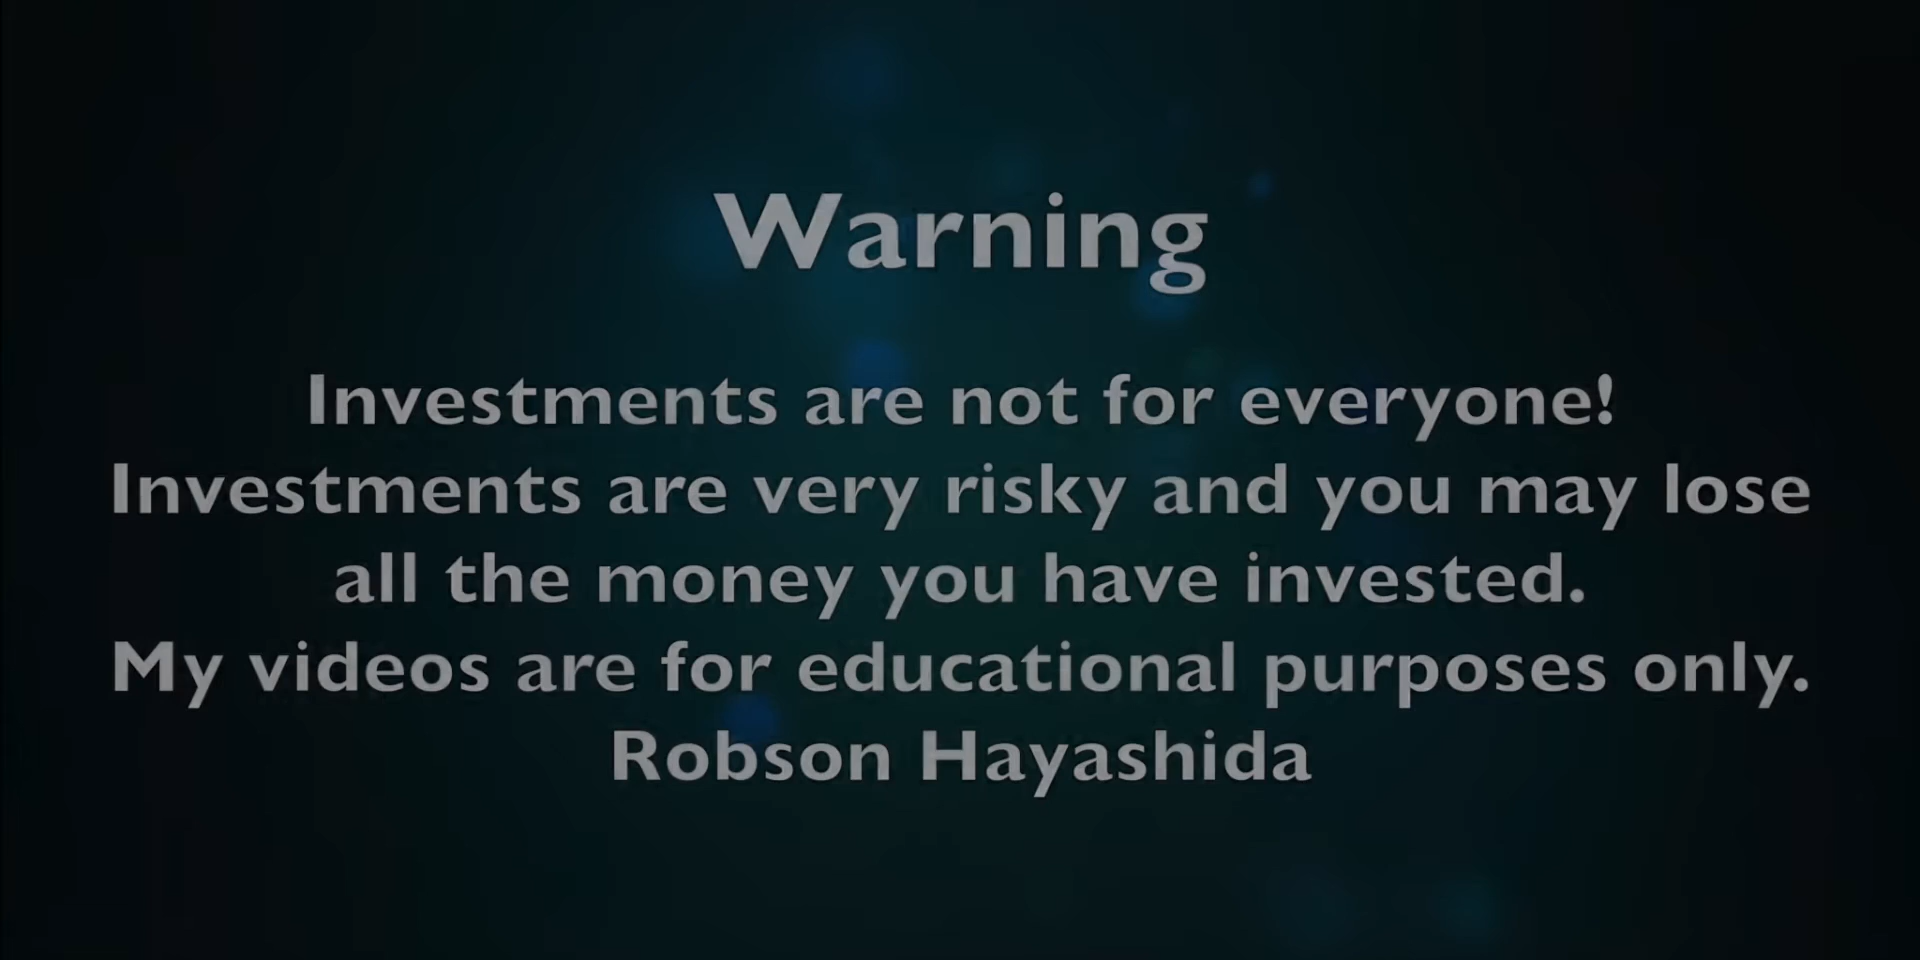 Warning
Investments are not for everyone!
Investments are very risky and you may lose
all the money you have invested.
My videos are for educational purposes only.
Robson Hayashida